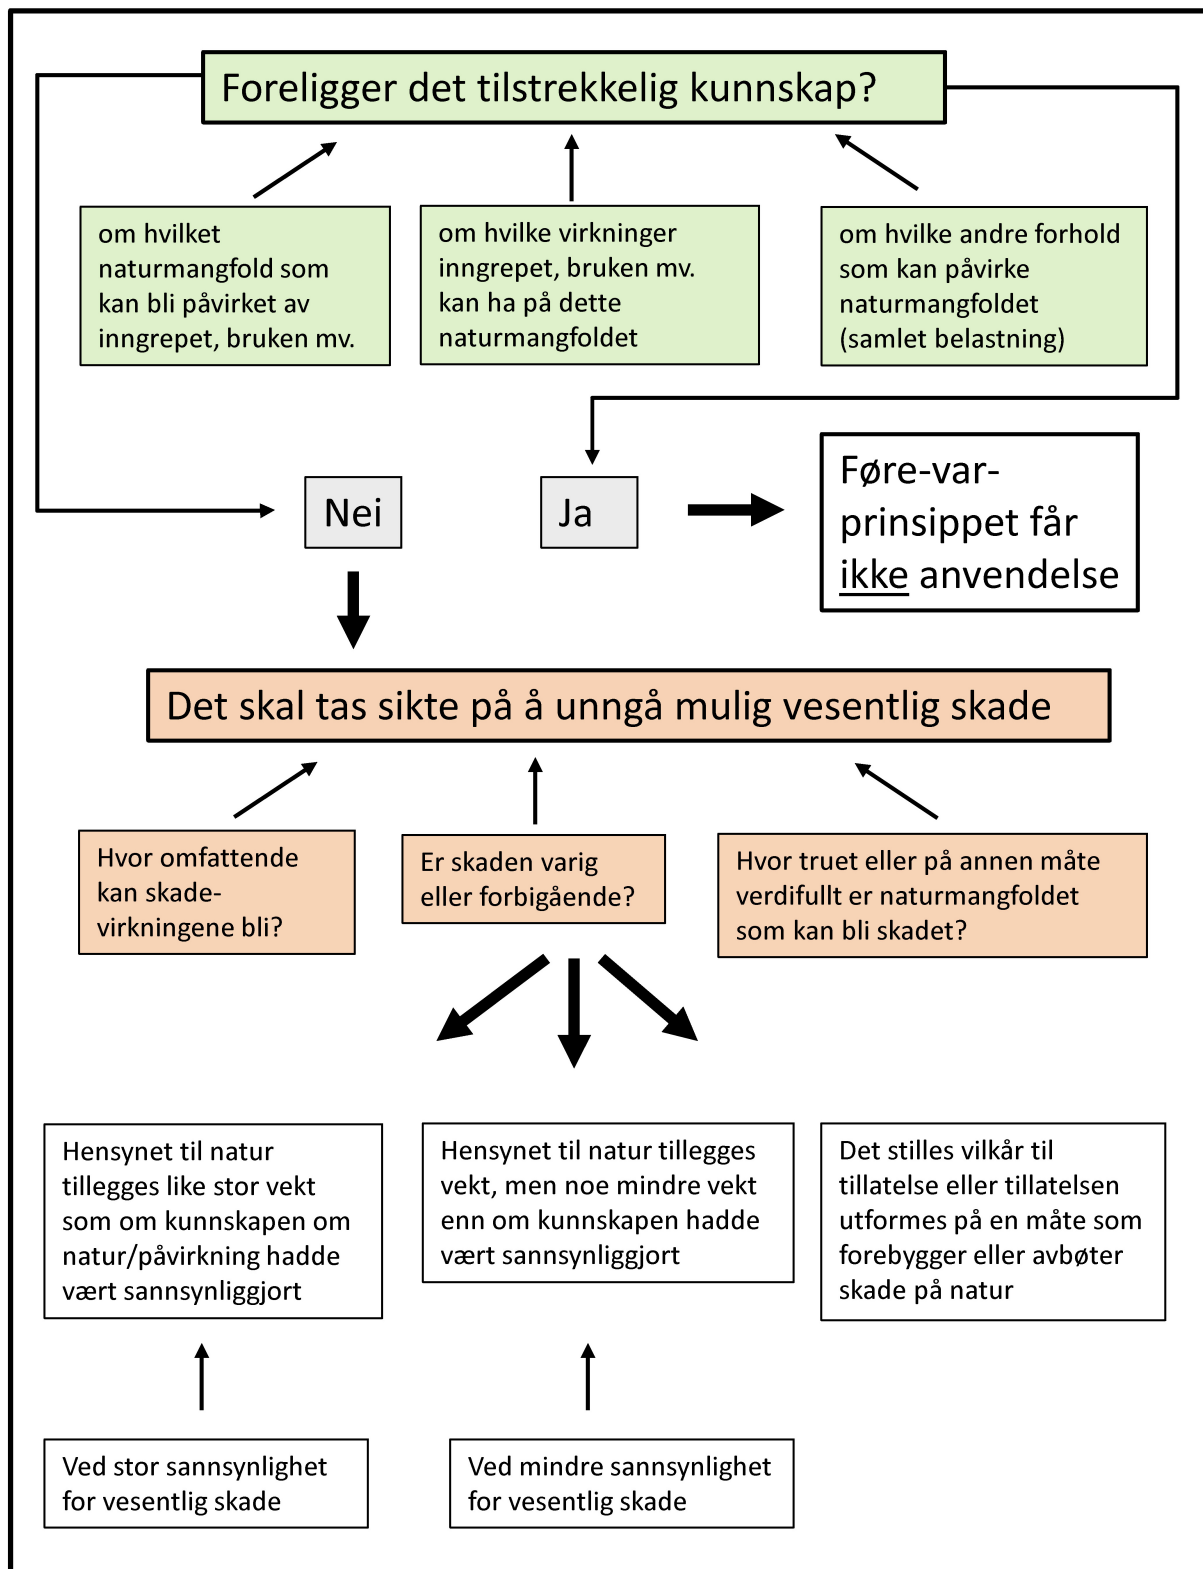 Foreligger det tilstrekkelig kunnskap?
om hvilket
naturmangfold som
kan bli påvirket av
inngrepet, bruken mv.
om hvilke virkninger
inngrepet, bruken mv.
kan ha på dette
naturmangfoldet
om hvilke andre forhold
som kan påvirke
naturmangfoldet
(samlet belastning)
Nei
Ja
Føre-var-
prinsippet får
ikke anvendelse
Det skal tas sikte på å unngå mulig vesentlig skade
Hvor omfattende
kan skade-
virkningene bli?
Er skaden varig
eller forbigående?
Hvor truet eller på annen måte
verdifullt er naturmangfoldet
som kan bli skadet?
Hensynet til natur
tillegges like stor vekt
som om kunnskapen om
natur/påvirkning hadde
vært sannsynliggjort
Hensynet til natur tillegges
vekt, men noe mindre vekt
enn om kunnskapen hadde
vært sannsynliggjort
Det stilles vilkår til
tillatelse eller tillatelsen
utformes på en måte som
forebygger eller avbøter
skade på natur
Ved stor sannsynlighet
for vesentlig skade
Ved mindre sannsynlighet
for vesentlig skade